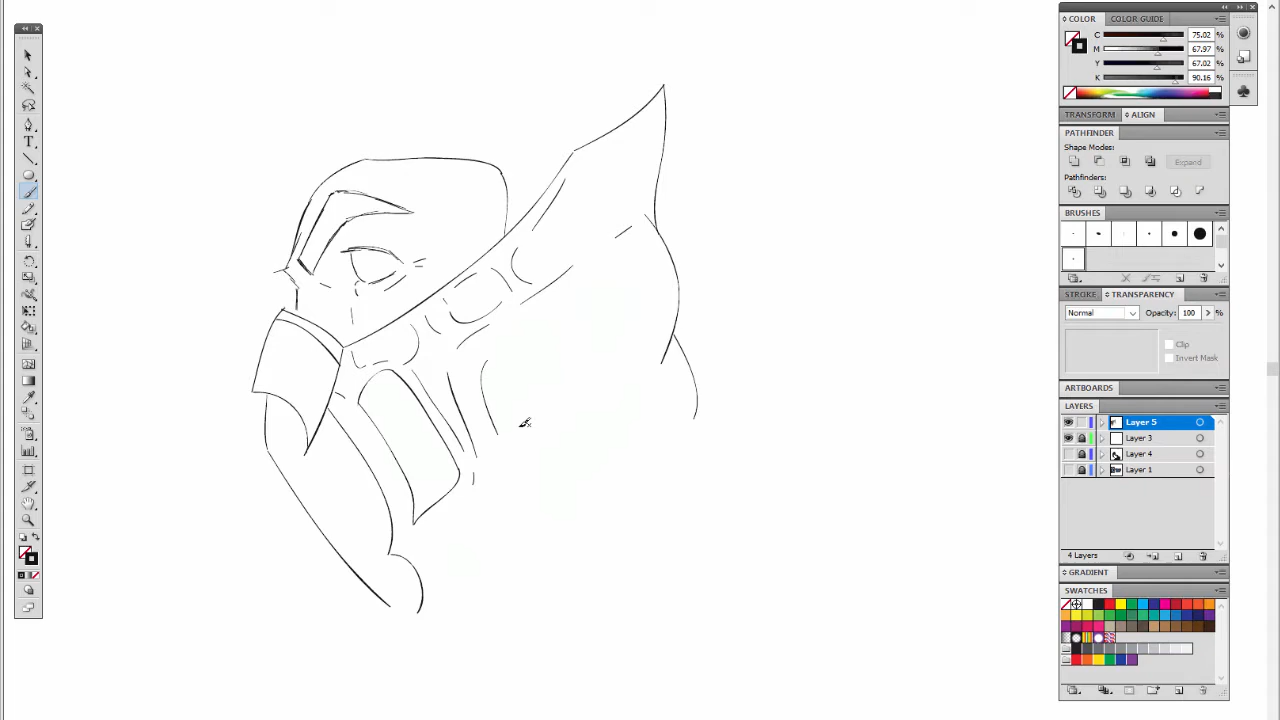 COLOR COLOR GUIDE
C 75.02 %
M 67.97 %
Y 67.02 %
K 90.16 %
TRANSFORM ALIGN
PATHFINDER
Shape Modes:
Expand
Pathfinders:
BRUSHES
STROKE TRANSPARENCY
Normal Opacity: 100 %
Clip
Invert Mask
ARTBOARDS
LAYERS
Layer 5
Layer 3
Layer 4
Layer 1
4 Layers
GRADIENT
SWATCHES